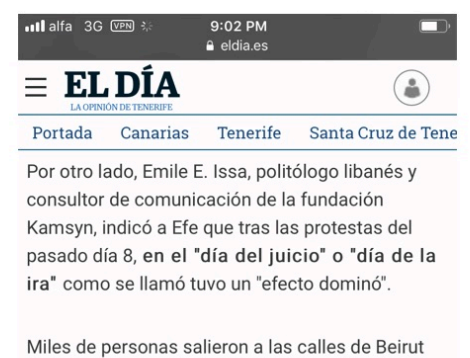 alfa 3G VPN 9:02 PM
eldia.es
EL DÍA
LA OPINIÓN DE TENERIFE
Portada Canarias Tenerife Santa Cruz de Tene
Por otro lado, Emile E. Issa, politólogo libanés y
consultor de comunicación de la fundación
Kamsyn, indicó a Efe que tras las protestas del
pasado día 8, en el "día del juicio" o "día de la
ira" como se llamó tuvo un "efecto dominó".
Miles de personas salieron a las calles de Beirut